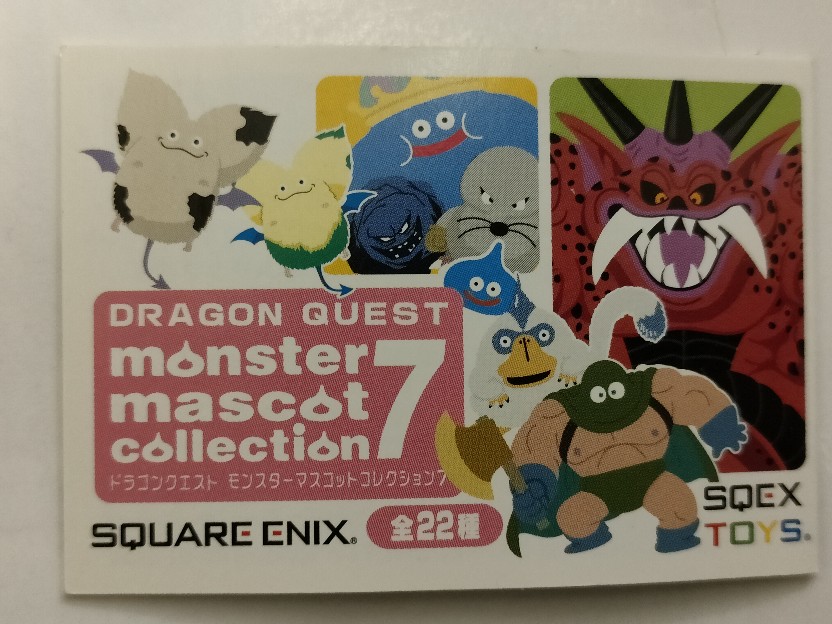 DRAGON QUEST
monster
mascot
collection 7
ドラゴンクエスト モンスターマスコットコレクション7
SQUARE ENIX®
全22種
SQEX
TOYS®